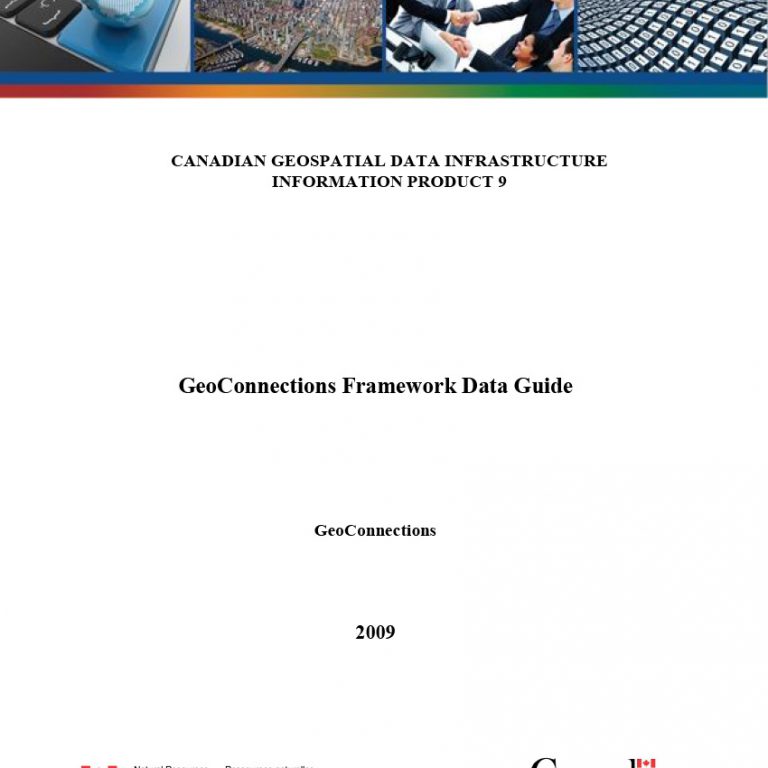 CANADIAN GEOSPATIAL DATA INFRASTRUCTURE
INFORMATION PRODUCT 9
GeoConnections Framework Data Guide
GeoConnections
2009